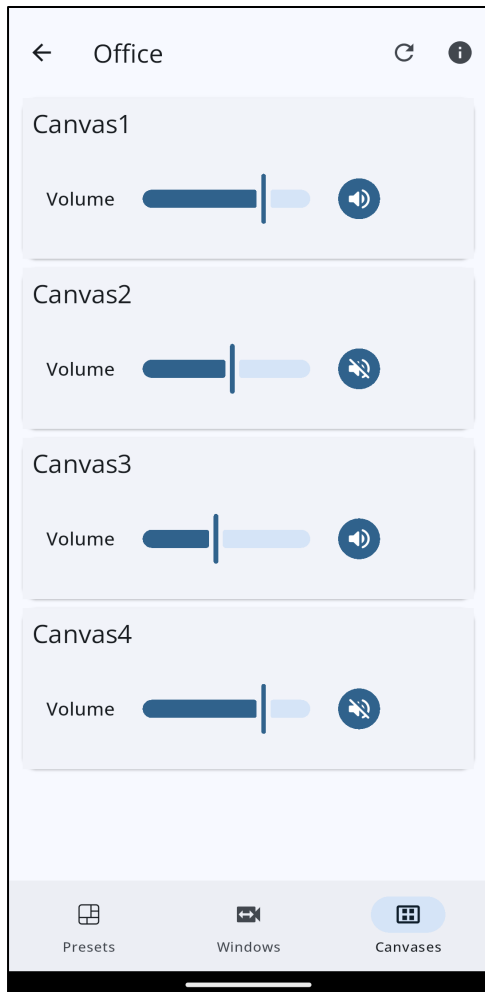 Office
Canvas1
Volume
Canvas2
Volume
Canvas3
Volume
Canvas4
Volume
Presets Windows Canvases